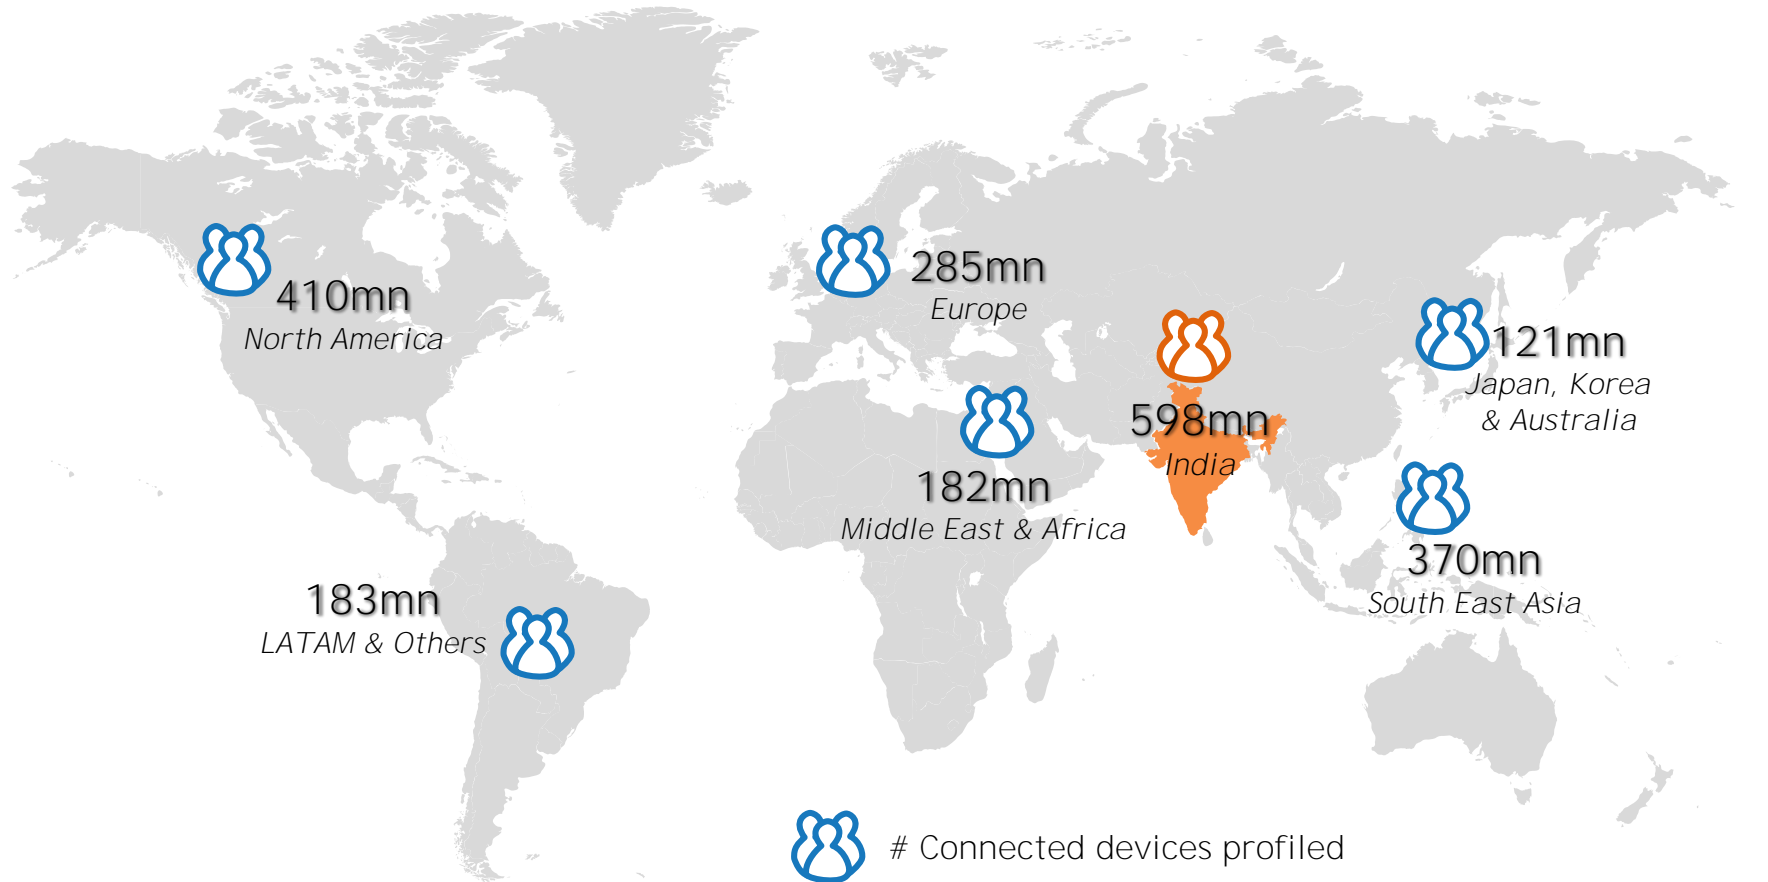 410mn
North America
285mn
Europe
121mn
Japan, Korea
& Australia
598mn
India
182mn
Middle East & Africa
370mn
South East Asia
183mn
LATAM & Others
# Connected devices profiled